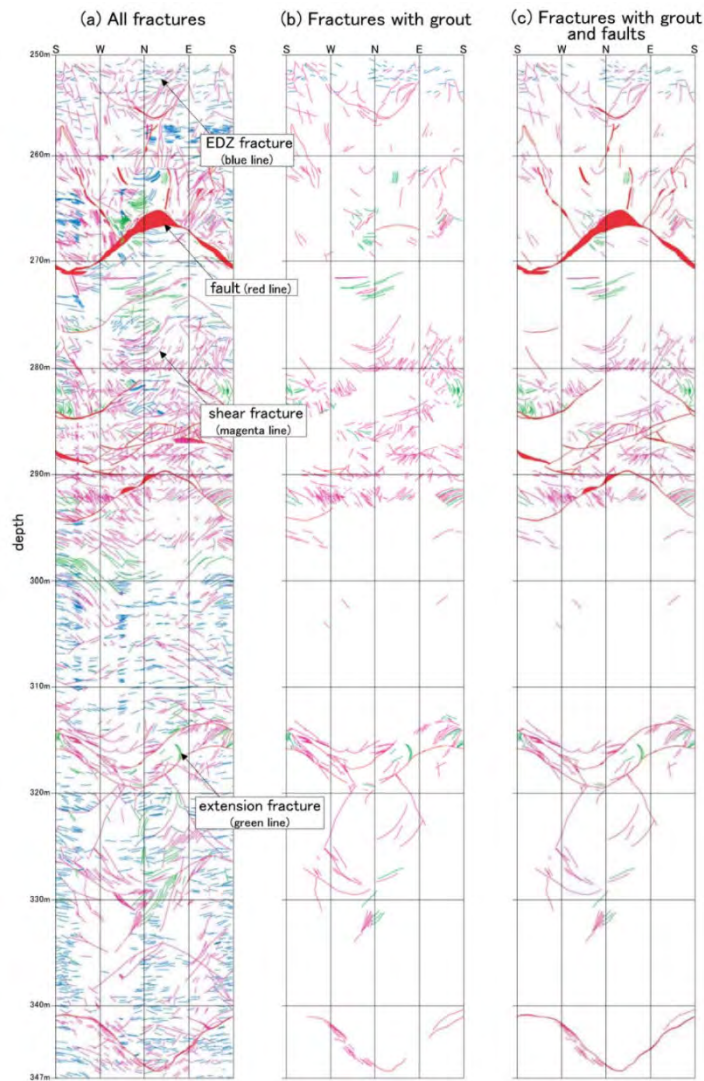 (a) All fractures
(b) Fractures with grout
(c) Fractures with grout
and faults
S W N E S
S W N E S
S W N E S
250m
EDZ fracture
(blue line)
260m
fault (red line)
270m
280m
shear fracture
(magenta line)
290m
depth
300m
310m
extension fracture
(green line)
320m
330m
340m
347m